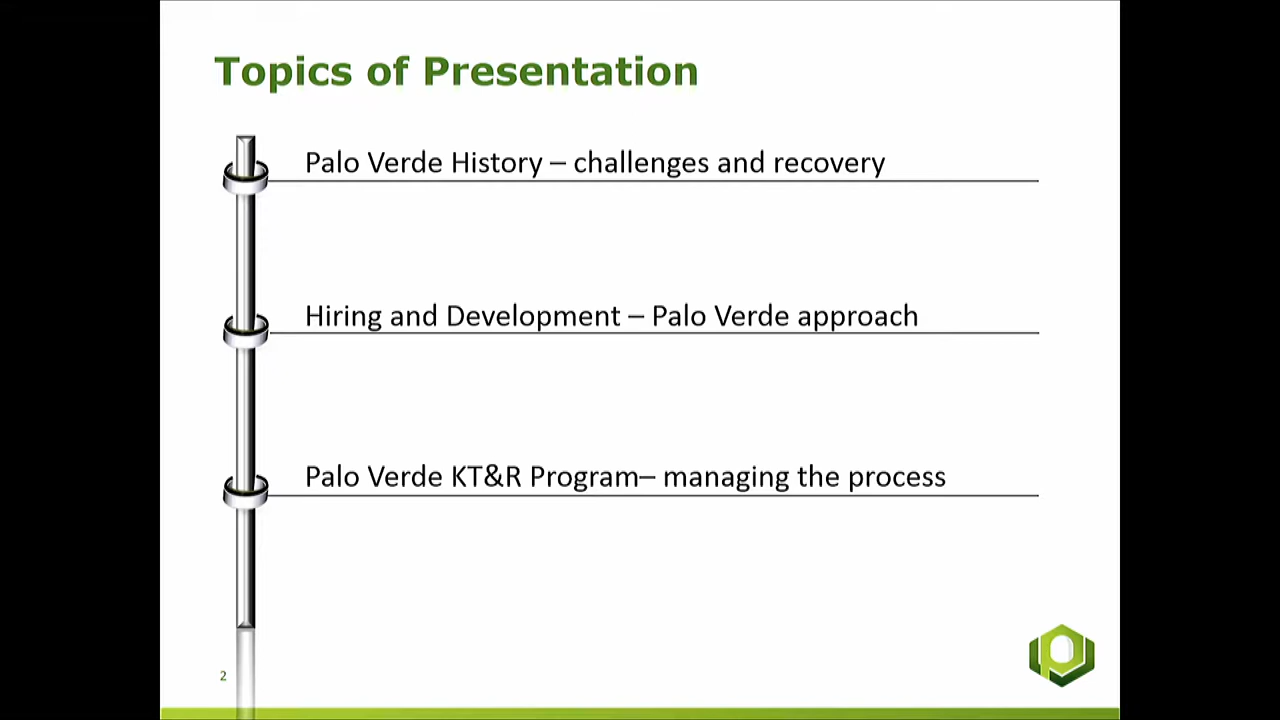 Topics of Presentation
Palo Verde History – challenges and recovery
Hiring and Development – Palo Verde approach
Palo Verde KT&R Program– managing the process
2